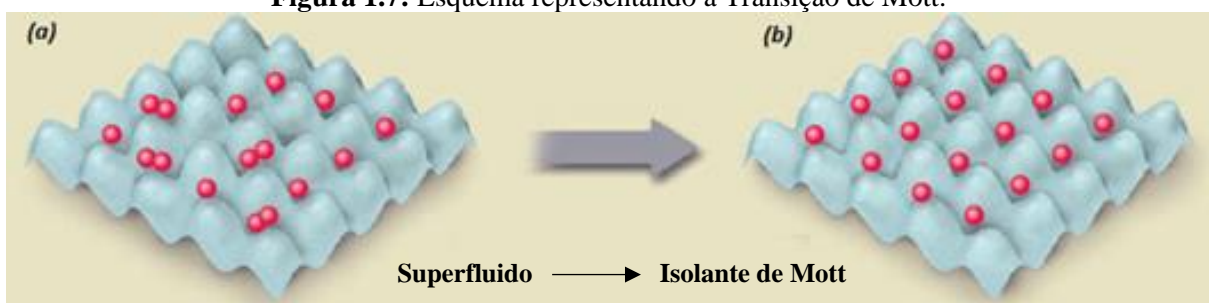 Figura 1.7. Esquema representando a Transição de Mott.
(a) (b)
Superfluido → Isolante de Mott